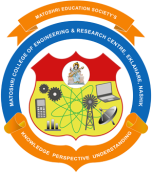 MATOSHRI EDUCATION SOCIETY'S
MATOSHRI COLLEGE OF ENGINEERING & RESEARCH CENTRE, EKLAHARE, NASHIK
KNOWLEDGE PERSPECTIVE UNDERSTANDING